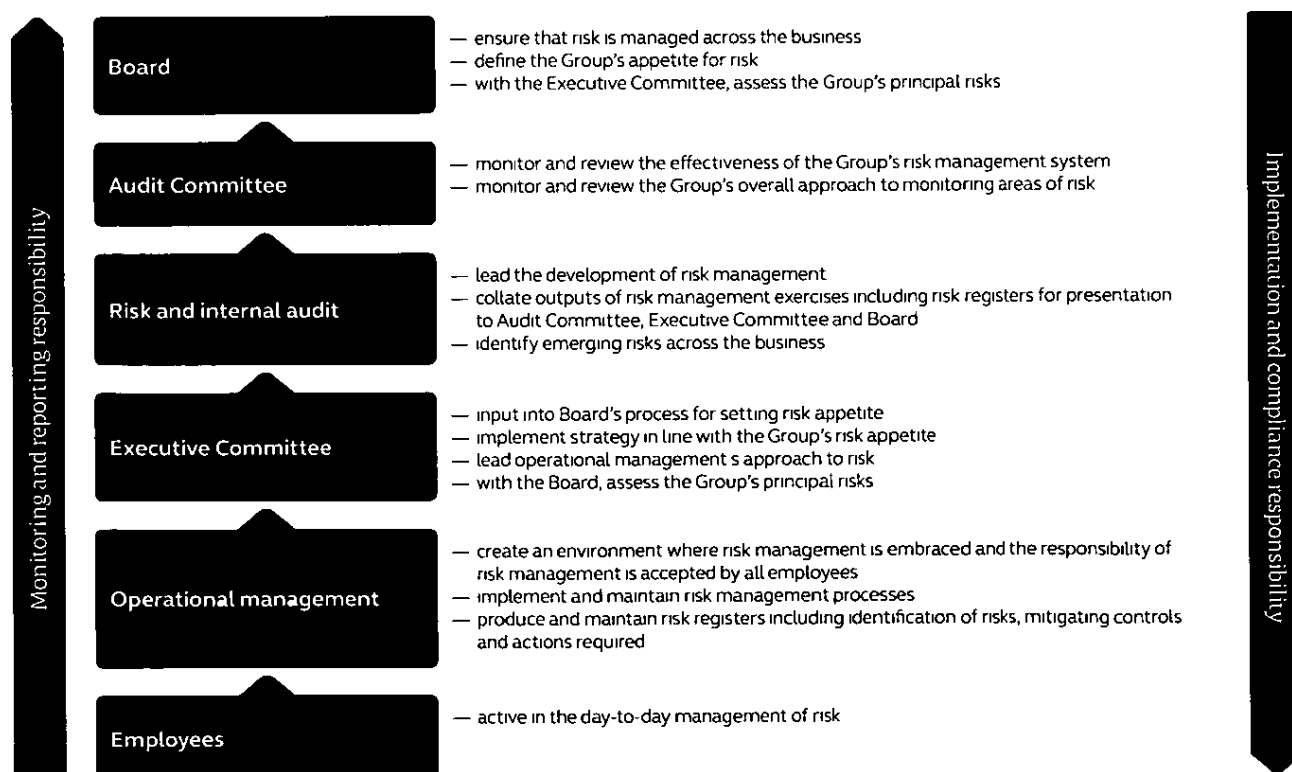 Monitoring and reporting responsibility
Board
— ensure that risk is managed across the business
— define the Group's appetite for risk
— with the Executive Committee, assess the Group's principal risks
Audit Committee
— monitor and review the effectiveness of the Group's risk management system
— monitor and review the Group's overall approach to monitoring areas of risk
Risk and internal audit
— lead the development of risk management
— collate outputs of risk management exercises including risk registers for presentation
to Audit Committee, Executive Committee and Board
— identify emerging risks across the business
Executive Committee
— input into Board's process for setting risk appetite
— implement strategy in line with the Group's risk appetite
— lead operational management s approach to risk
— with the Board, assess the Group's principal risks
Operational management
— create an environment where risk management is embraced and the responsibility of
risk management is accepted by all employees
— implement and maintain risk management processes
— produce and maintain risk registers including identification of risks, mitigating controls
and actions required
Employees
— active in the day-to-day management of risk
Implementation and compliance responsibility